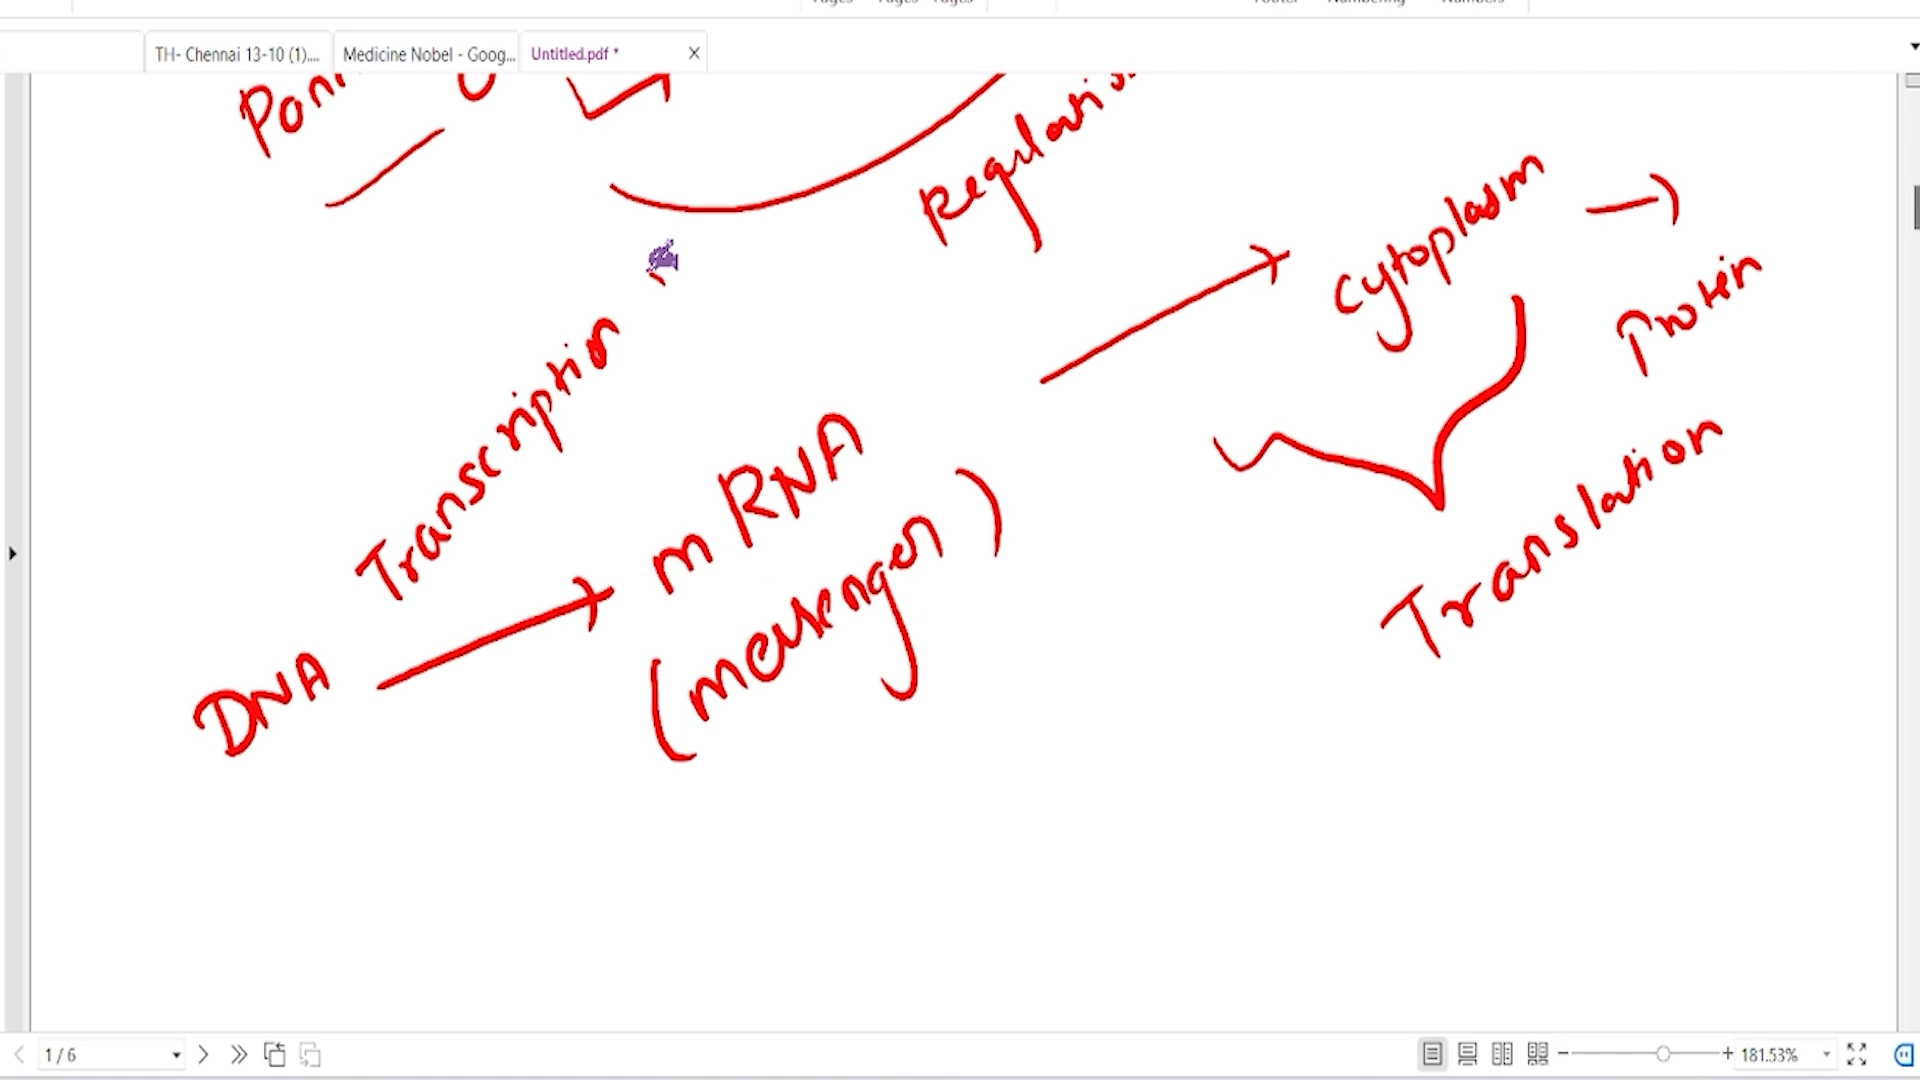 TH- Chennai 13-10 (1)....
Medicine Nobel - Goog...
Untitled.pdf *
Regulation
Cytoplasm
Protein
Transcription
mRNA
(messenger)
Translation
DNA
1 / 6
181.53%